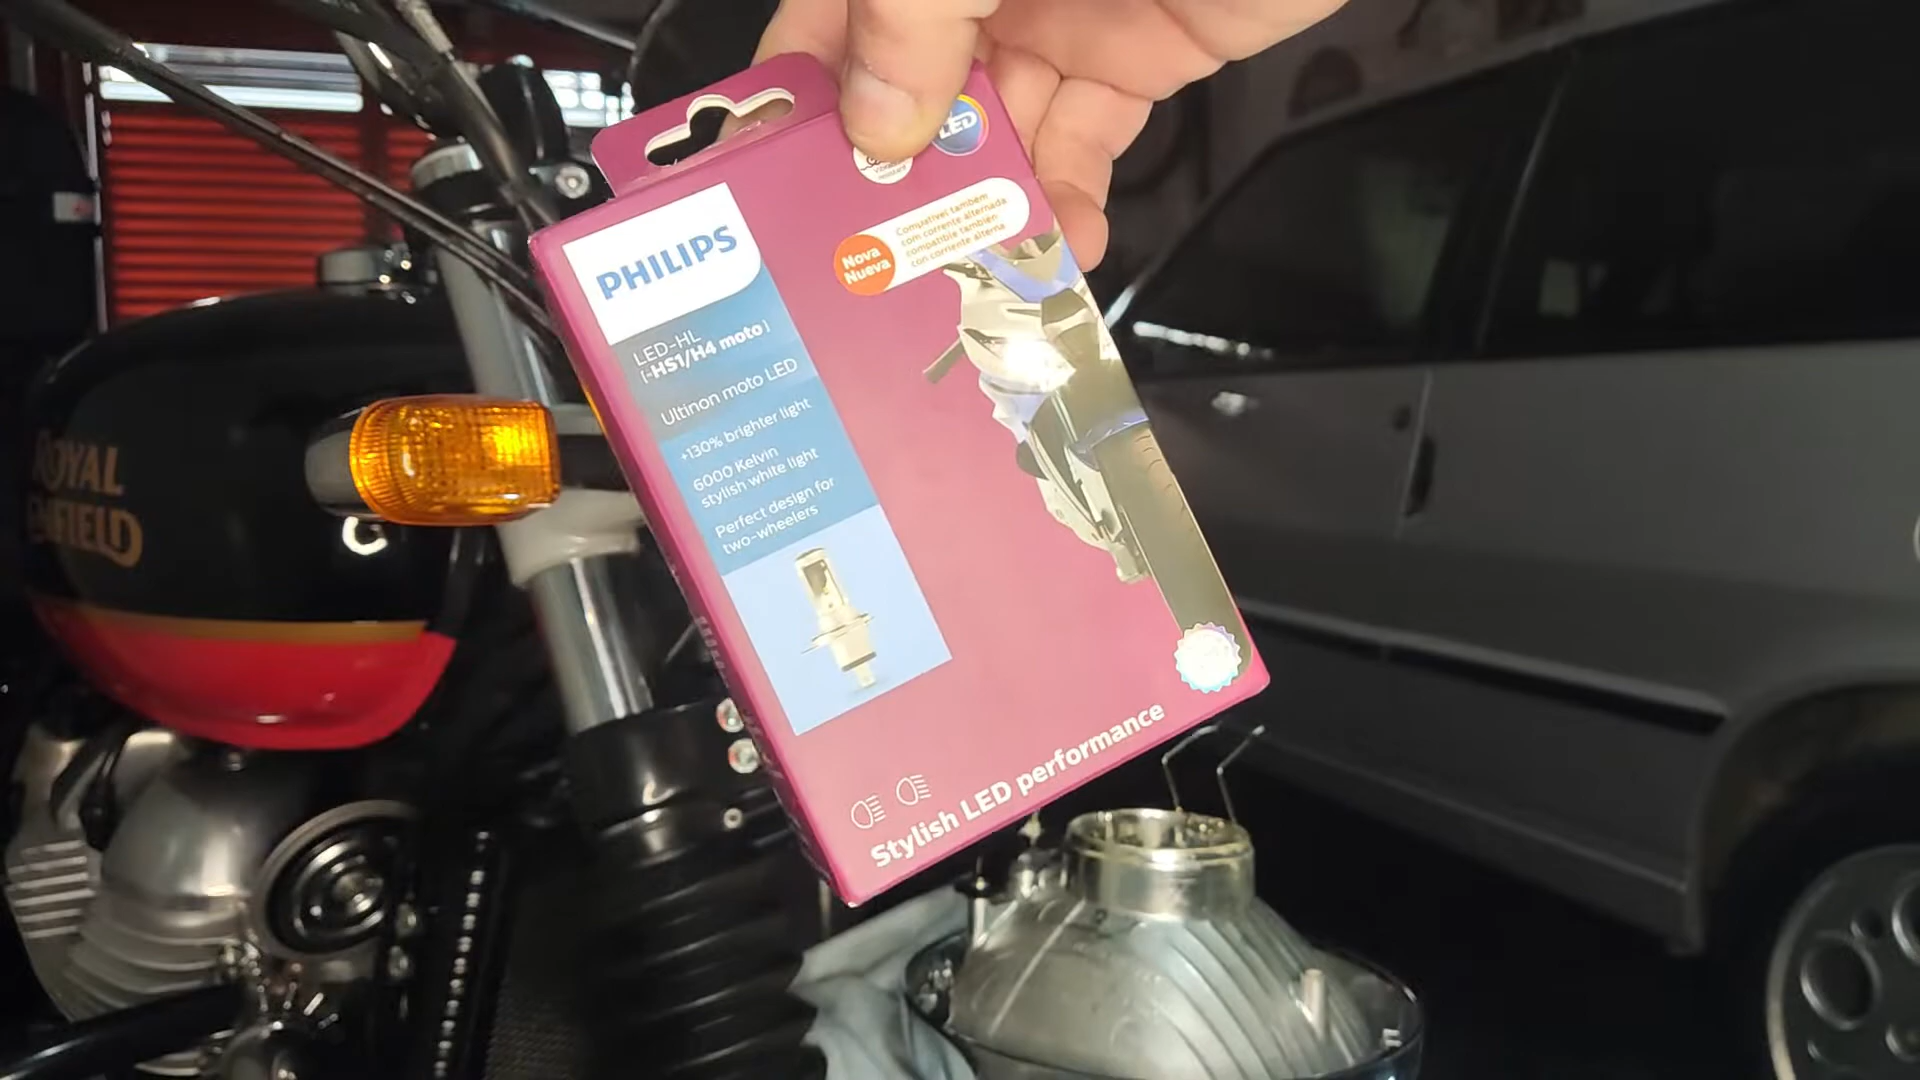 ROYAL
ENFIELD
LED
resistant
PHILIPS
Nova
Nueva
Compatível também
com corrente alternada
compatible también
con corriente alterna
LED-HL
[~HS1/H4 moto]
Ultinon moto LED
+130% brighter light
6000 Kelvin
stylish white light
Perfect design for
two-wheelers
Stylish LED performance